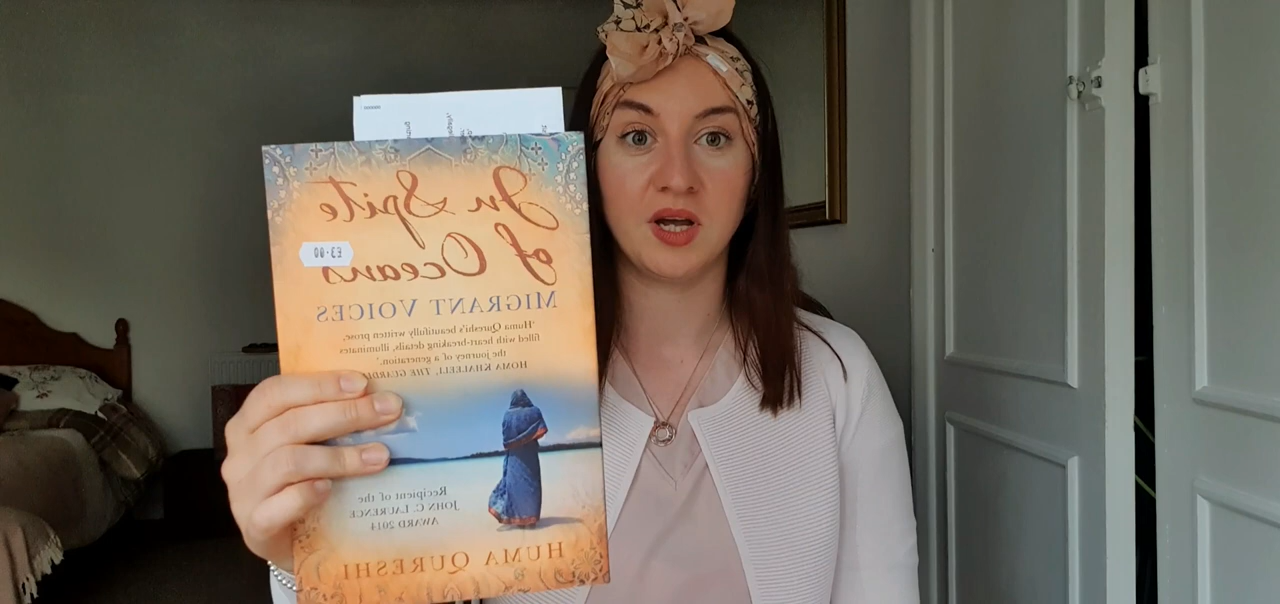 In Spite
of Oceans
£3.00
MIGRANT VOICES
'Huma Qureshi's beautifully written prose,
filled with heart-breaking details, illuminates
the journey of a generation.'
HOMA KHALEELI, THE
Recipient of the
JOHN C. LAURENCE
AWARD 2014
HUMA QURESHI